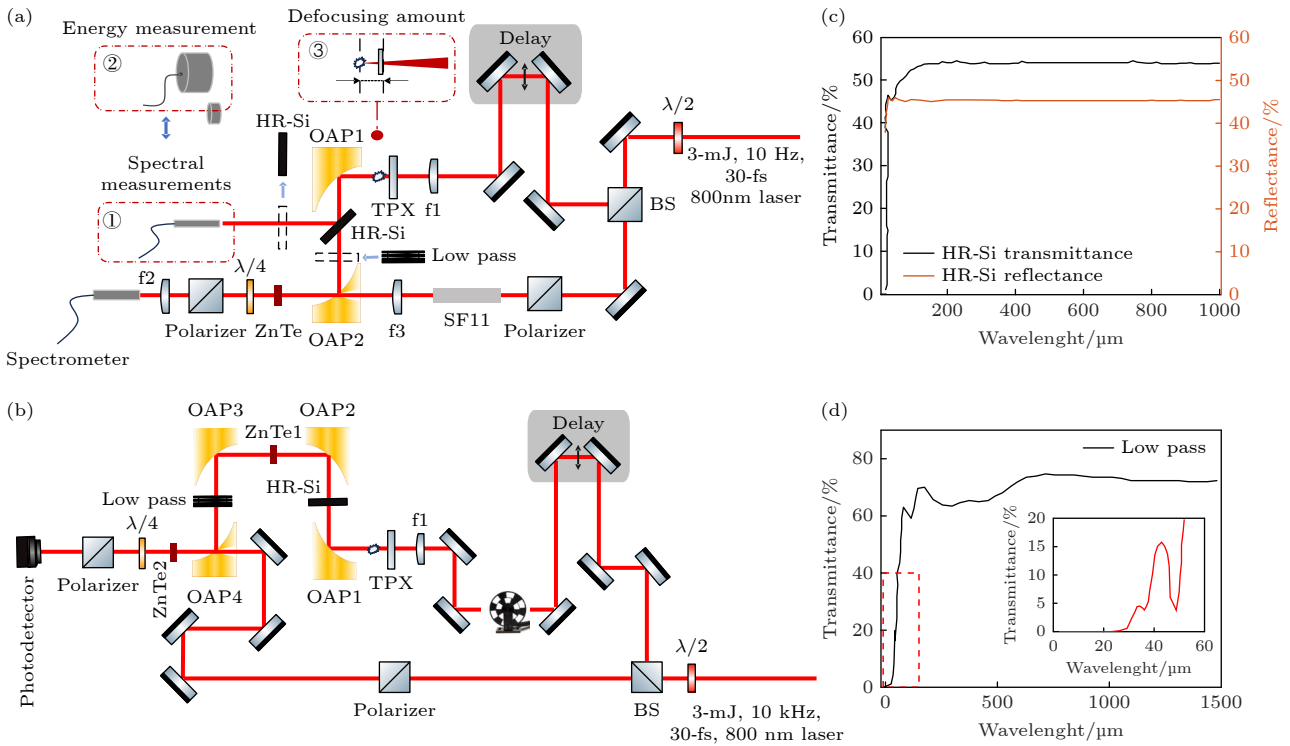 (a)
Energy measurement
②
Defocusing amount
③
Delay
HR-Si
OAP1
λ/2
3-mJ, 10 Hz,
30-fs
800nm laser
Spectral
measurements
①
TPX
f1
BS
HR-Si
Low pass
f2
λ/4
Polarizer
ZnTe
OAP2
f3
SF11
Polarizer
Spectrometer
(b)
OAP3
OAP2
ZnTe1
Delay
Low pass
HR-Si
λ/4
f1
Photodetector
Polarizer
ZnTe2
OAP4
OAP1
TPX
Polarizer
BS
λ/2
3-mJ, 10 kHz,
30-fs, 800 nm laser
(c)
Transmittance/%
60
50
40
30
20
10
0
60
50
40
30
20
10
0
Reflectance/%
HR-Si transmittance
HR-Si reflectance
200
400
600
800
1000
Wavelenght/µm
(d)
Transmittance/%
80
60
40
20
0
Low pass
Transmittance/%
20
15
10
5
0
0
20
40
60
Wavelenght/µm
0
500
1000
1500
Wavelenght/µm